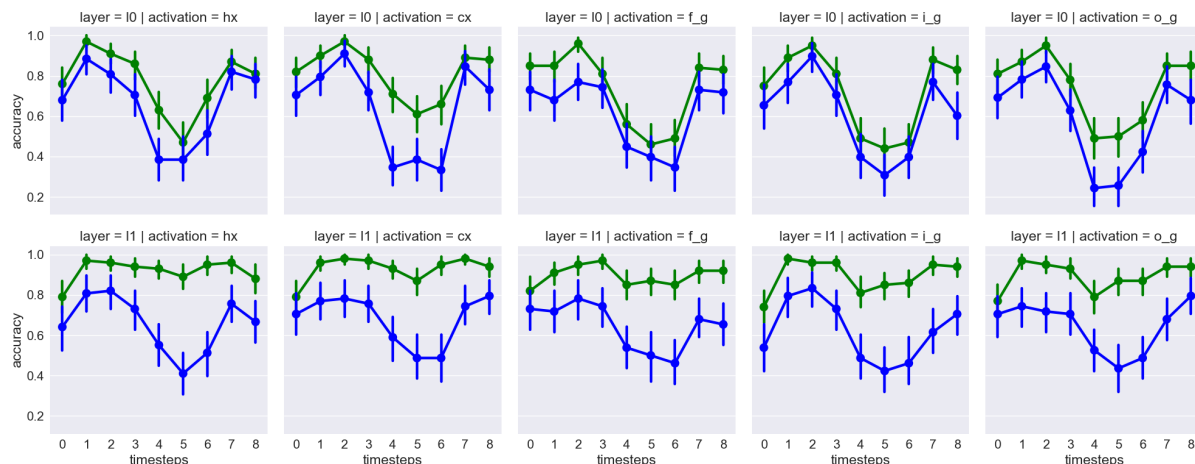 layer = l0 | activation = hx
layer = l0 | activation = cx
layer = l0 | activation = f_g
layer = l0 | activation = i_g
layer = l0 | activation = o_g
1.0
0.8
0.6
0.4
0.2
accuracy
layer = l1 | activation = hx
layer = l1 | activation = cx
layer = l1 | activation = f_g
layer = l1 | activation = i_g
layer = l1 | activation = o_g
1.0
0.8
0.6
0.4
0.2
accuracy
0 1 2 3 4 5 6 7 8
0 1 2 3 4 5 6 7 8
0 1 2 3 4 5 6 7 8
0 1 2 3 4 5 6 7 8
0 1 2 3 4 5 6 7 8
timesteps
timesteps
timesteps
timesteps
timesteps